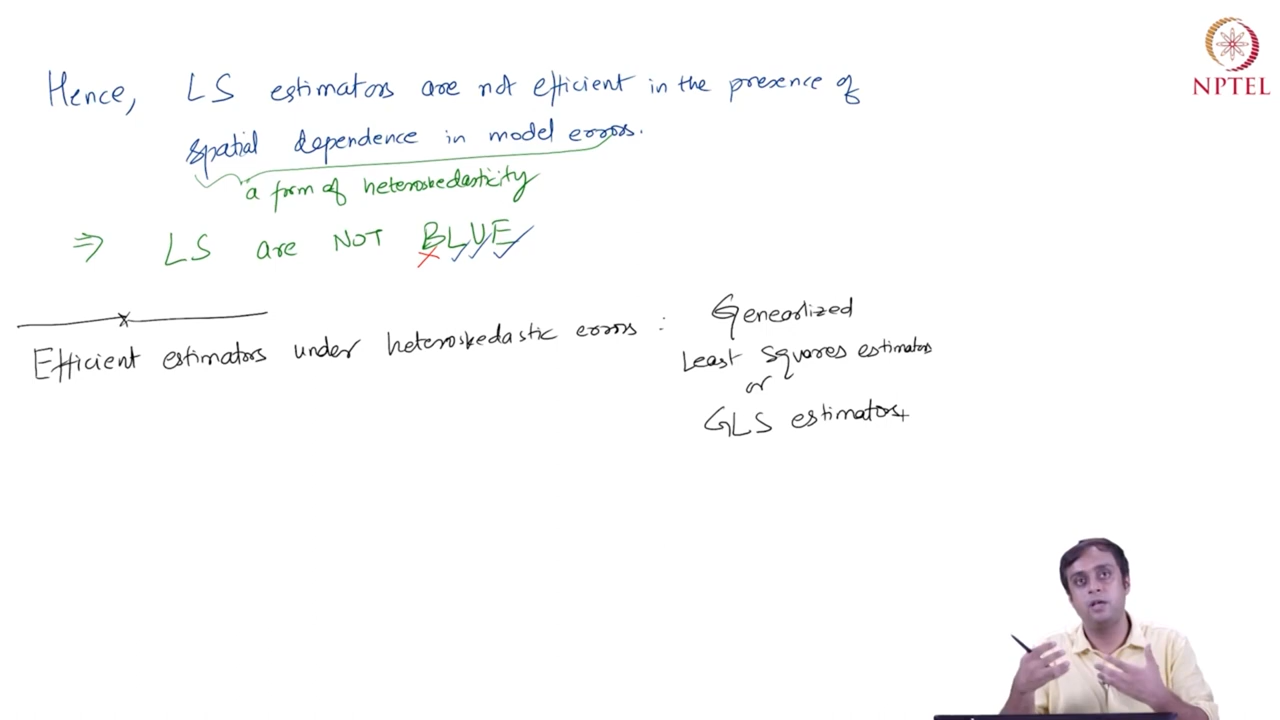 Hence, LS estimators are not efficient in the presence of
spatial dependence in model errors.
a form of heteroskedasticity
⇒ LS are NOT BLUE
Efficient estimators under heteroskedastic errors :
Genearlized
Least Squares estimators
or
GLS estimators
NPTEL